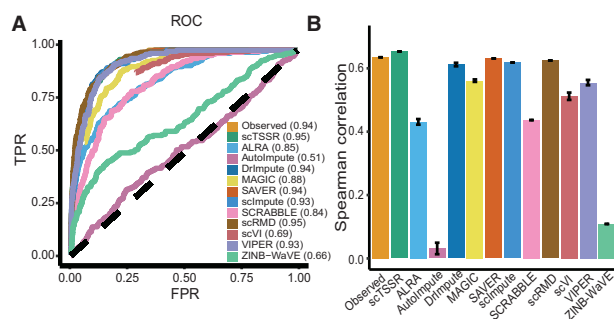 A
ROC
TPR
1.00
0.75
0.50
0.25
0.00
Observed (0.94)
scTSSR (0.95)
ALRA (0.85)
AutoImpute (0.51)
DrImpute (0.94)
MAGIC (0.88)
SAVER (0.94)
scImpute (0.93)
SCRABBLE (0.84)
scRMD (0.95)
scVI (0.69)
VIPER (0.93)
ZINB−WaVE (0.66)
0.00
0.25
0.50
0.75
1.00
FPR
B
Spearman correlation
0.6
0.4
0.2
0.0
Observed
scTSSR
ALRA
AutoImpute
DrImpute
MAGIC
SAVER
scImpute
SCRABBLE
scRMD
scVI
VIPER
ZINB−WaVE